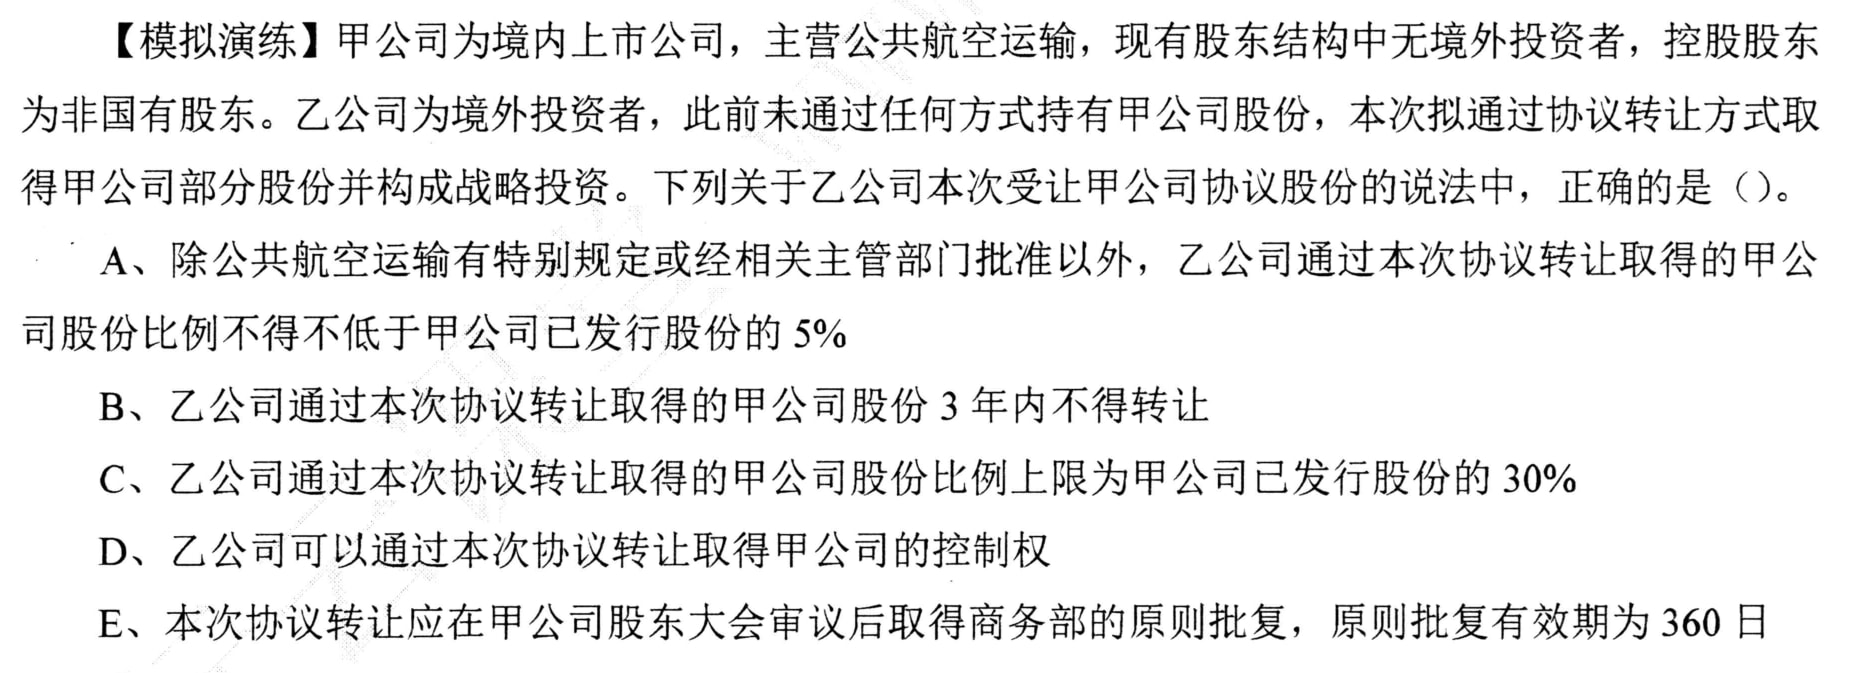 【模拟演练】甲公司为境内上市公司，主营公共航空运输，现有股东结构中无境外投资者，控股股东
为非国有股东。乙公司为境外投资者，此前未通过任何方式持有甲公司股份，本次拟通过协议转让方式取
得甲公司部分股份并构成战略投资。下列关于乙公司本次受让甲公司协议股份的说法中，正确的是（）。
A、除公共航空运输有特别规定或经相关主管部门批准以外，乙公司通过本次协议转让取得的甲公
司股份比例不得不低于甲公司已发行股份的 5%
B、乙公司通过本次协议转让取得的甲公司股份 3 年内不得转让
C、乙公司通过本次协议转让取得的甲公司股份比例上限为甲公司已发行股份的 30%
D、乙公司可以通过本次协议转让取得甲公司的控制权
E、本次协议转让应在甲公司股东大会审议后取得商务部的原则批复，原则批复有效期为 360 日